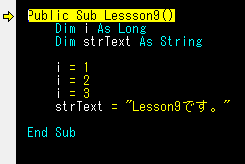 Public Sub Lessson9()
Dim i As Long
Dim strText As String
i = 1
i = 2
i = 3
strText = "Lesson9です。"
End Sub